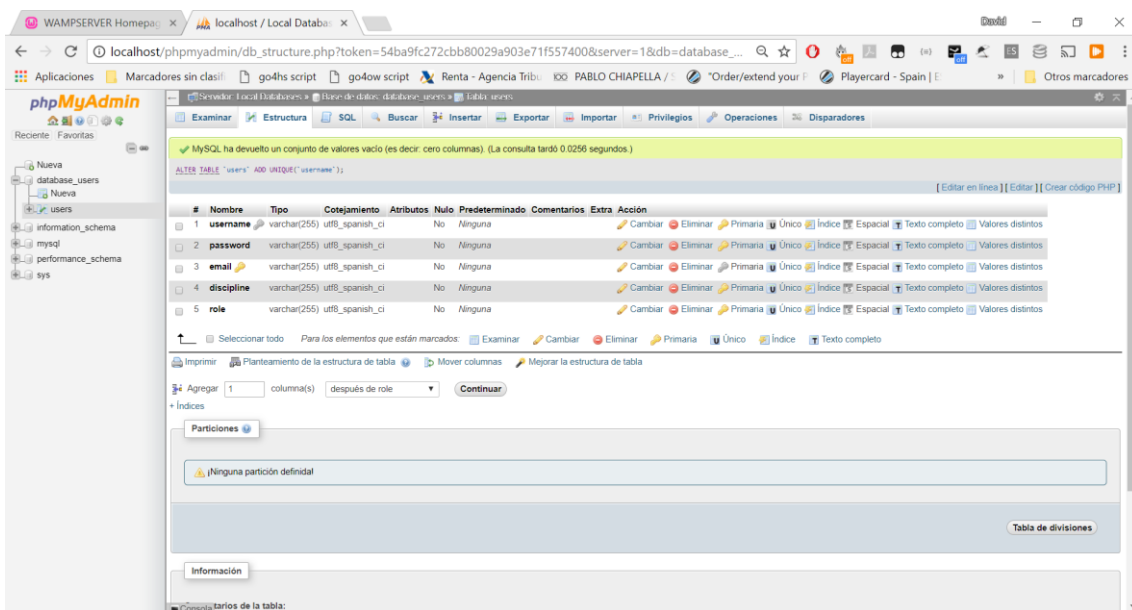 WAMPSERVER Homepag
localhost / Local Databas
David
localhost/phpmyadmin/db_structure.php?token=54ba9fc272cbb80029a903e71f557400&server=1&db=database_...
Aplicaciones Marcadores sin clasifi go4hs script go4ow script Renta - Agencia Tribu PABLO CHIAPELLA / S "Order/extend your P Playercard - Spain | E » Otros marcadores
phpMyAdmin
Reciente Favoritas
Nueva
database_users
Nueva
users
information_schema
mysql
performance_schema
sys
Servidor: Local Databases » Base de datos: database_users » Tabla: users
Examinar Estructura SQL Buscar Insertar Exportar Importar Privilegios Operaciones Disparadores
MySQL ha devuelto un conjunto de valores vacío (es decir: cero columnas). (La consulta tardó 0.0256 segundos.)
ALTER TABLE `users` ADD UNIQUE(`username`);
[ Editar en línea ] [ Editar ] [ Crear código PHP ]
# Nombre Tipo Cotejamiento Atributos Nulo Predeterminado Comentarios Extra Acción
1 username varchar(255) utf8_spanish_ci No Ninguna Cambiar Eliminar Primaria Único Índice Espacial Texto completo Valores distintos
2 password varchar(255) utf8_spanish_ci No Ninguna Cambiar Eliminar Primaria Único Índice Espacial Texto completo Valores distintos
3 email varchar(255) utf8_spanish_ci No Ninguna Cambiar Eliminar Primaria Único Índice Espacial Texto completo Valores distintos
4 discipline varchar(255) utf8_spanish_ci No Ninguna Cambiar Eliminar Primaria Único Índice Espacial Texto completo Valores distintos
5 role varchar(255) utf8_spanish_ci No Ninguna Cambiar Eliminar Primaria Único Índice Espacial Texto completo Valores distintos
Seleccionar todo Para los elementos que están marcados: Examinar Cambiar Eliminar Primaria Único Índice Texto completo
Imprimir Planteamiento de la estructura de tabla Mover columnas Mejorar la estructura de tabla
Agregar 1 columna(s) después de role Continuar
+ Índices
Particiones
¡Ninguna partición definida!
Tabla de divisiones
Información
Consola tarios de la tabla: